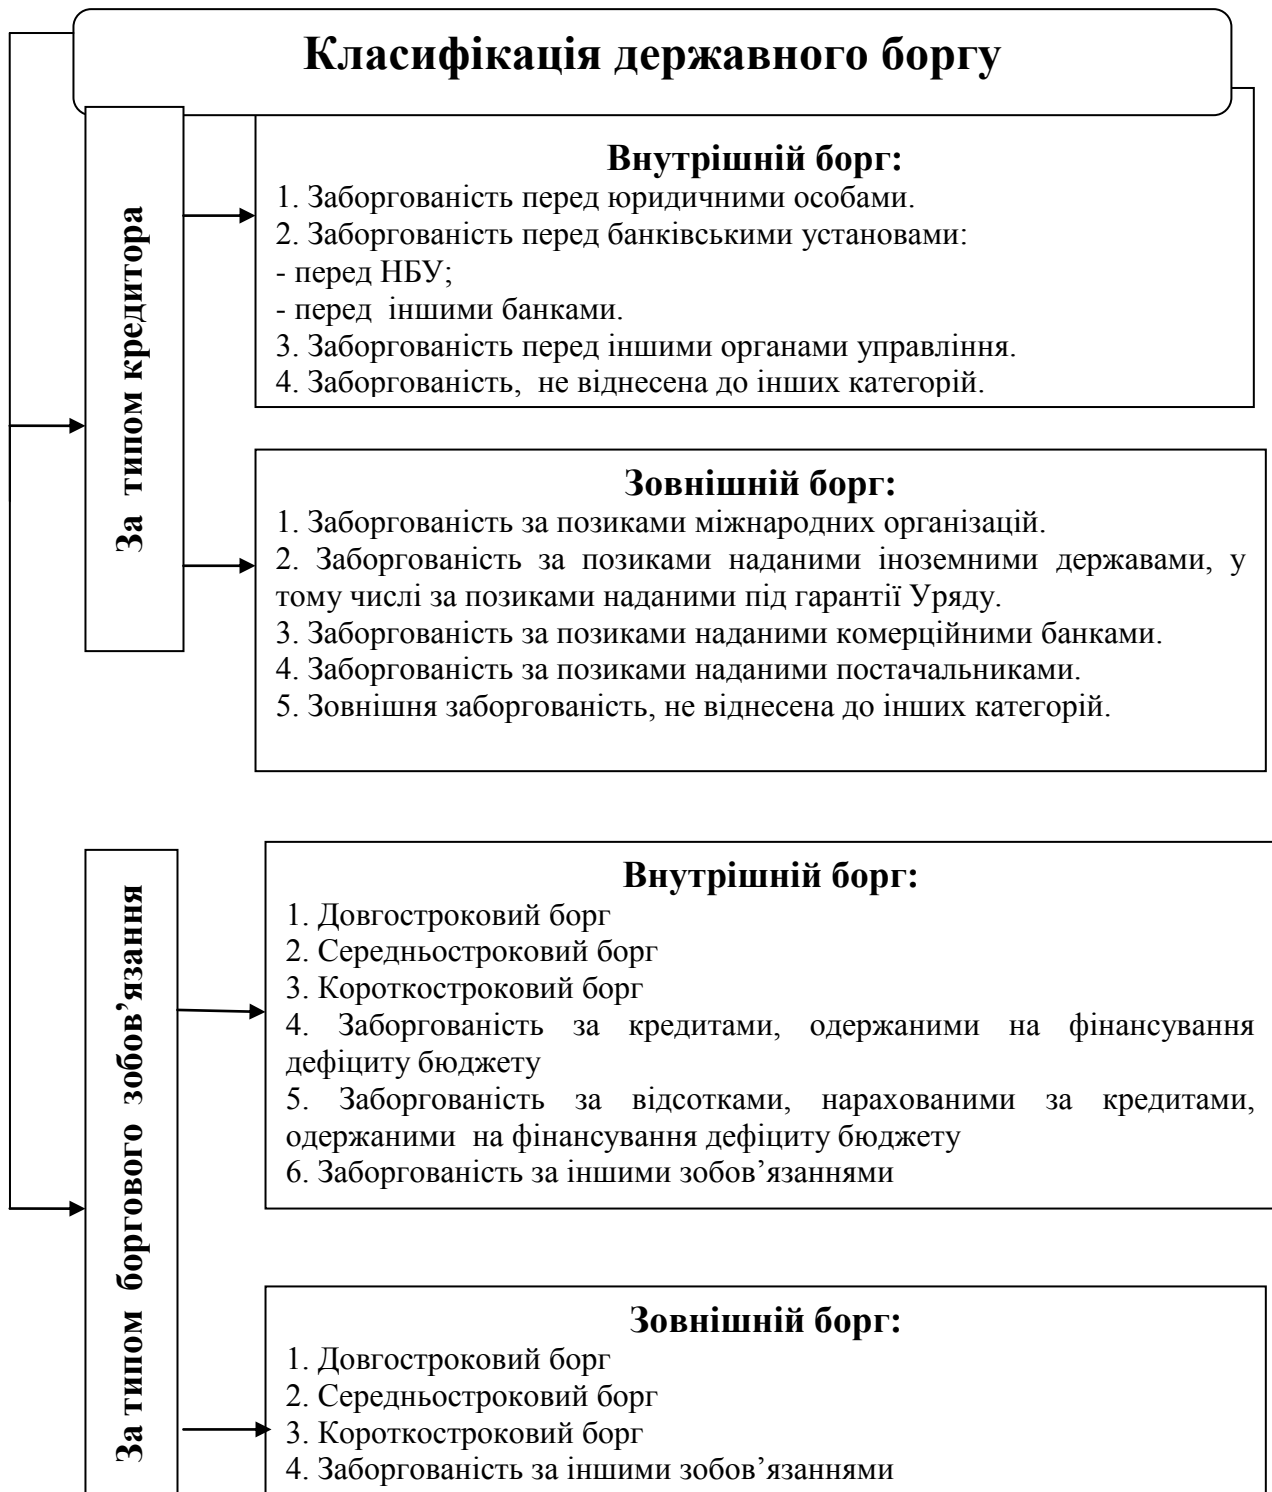 Класифікація державного боргу
За типом кредитора
Внутрішній борг:
1. Заборгованість перед юридичними особами.
2. Заборгованість перед банківськими установами:
- перед НБУ;
- перед іншими банками.
3. Заборгованість перед іншими органами управління.
4. Заборгованість, не віднесена до інших категорій.
Зовнішній борг:
1. Заборгованість за позиками міжнародних організацій.
2. Заборгованість за позиками наданими іноземними державами, у
тому числі за позиками наданими під гарантії Уряду.
3. Заборгованість за позиками наданими комерційними банками.
4. Заборгованість за позиками наданими постачальниками.
5. Зовнішня заборгованість, не віднесена до інших категорій.
За типом боргового зобов’язання
Внутрішній борг:
1. Довгостроковий борг
2. Середньостроковий борг
3. Короткостроковий борг
4. Заборгованість за кредитами, одержаними на фінансування
дефіциту бюджету
5. Заборгованість за відсотками, нарахованими за кредитами,
одержаними на фінансування дефіциту бюджету
6. Заборгованість за іншими зобов’язаннями
Зовнішній борг:
1. Довгостроковий борг
2. Середньостроковий борг
3. Короткостроковий борг
4. Заборгованість за іншими зобов’язаннями